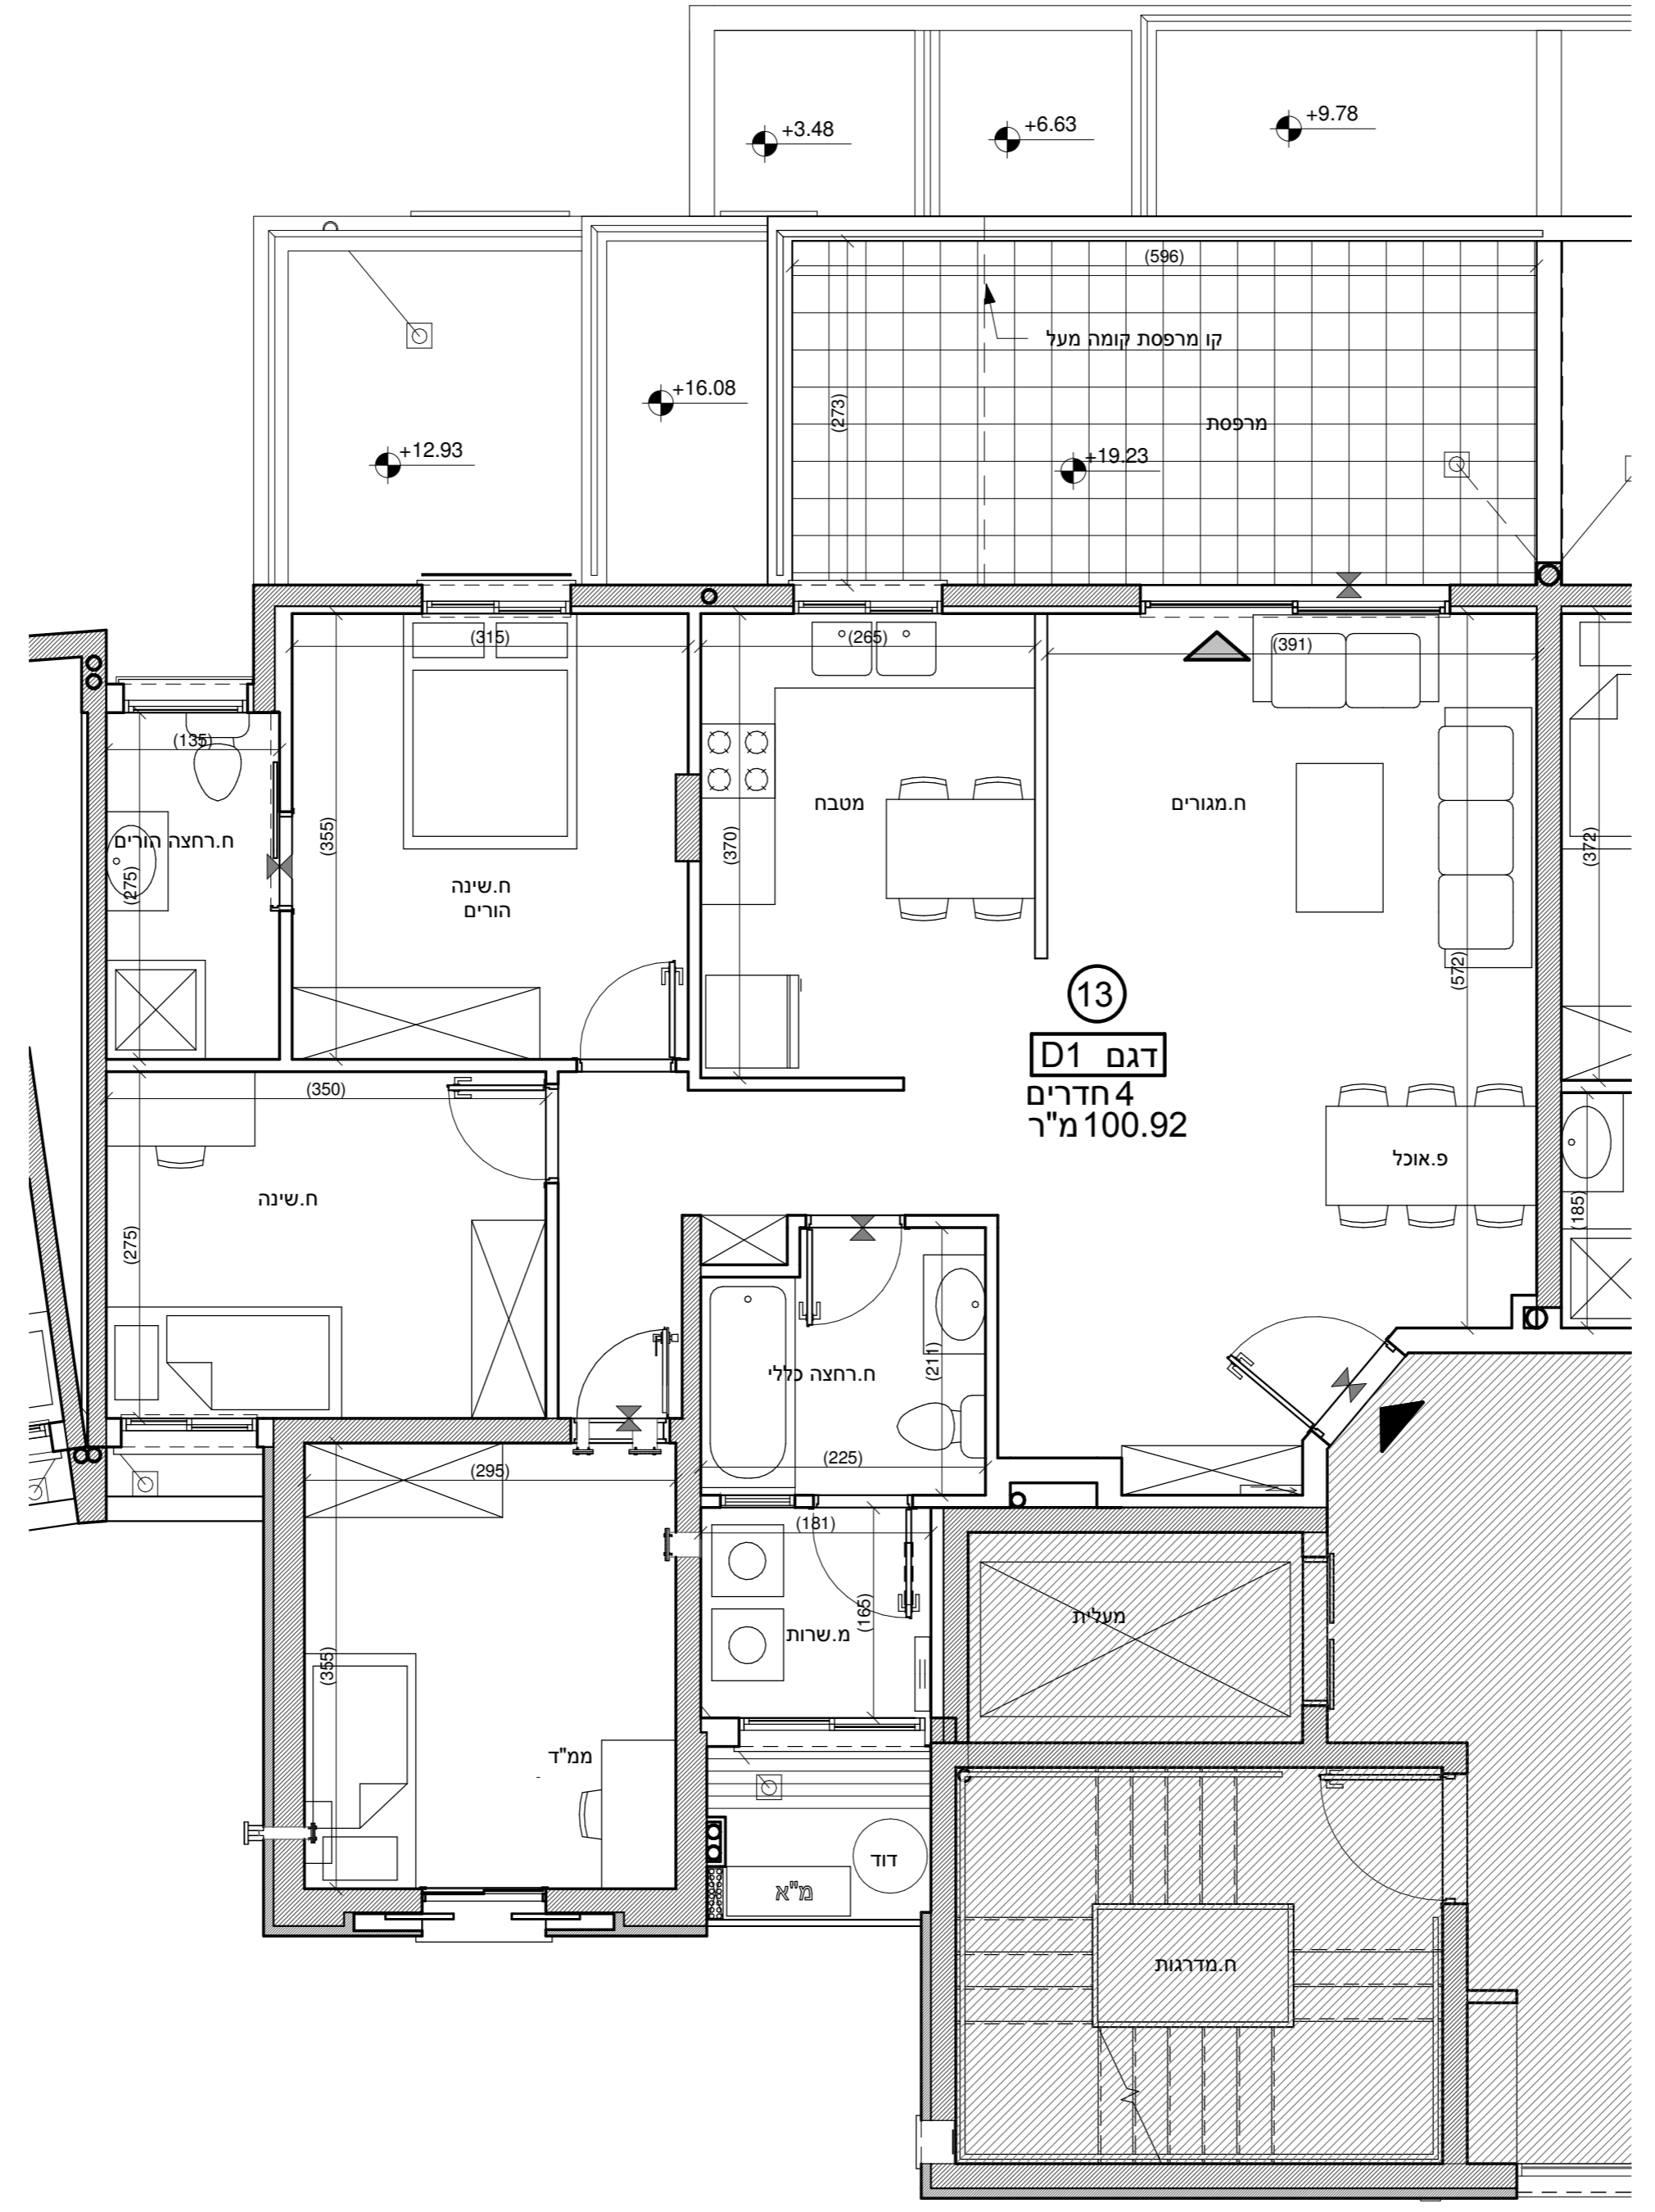 +3.48
+6.63
+9.78
(596)
קו מרפסת קומה מעל
(273)
מרפסת
+16.08
+12.93
+19.23
(315)
(265)
(391)
(135)
(355)
(370)
(372)
מטבח
ח.מגורים
ח.רחצה הורים
(275)
ח.שינה
הורים
(572)
13
דגם D1
4 חדרים
100.92 מ"ר
(350)
פ.אוכל
ח.שינה
(185)
(275)
(211)
ח.רחצה כללי
(295)
(225)
(181)
(165)
מעלית
מ.שרות
(355)
ממ"ד
דוד
מ"א
ח.מדרגות